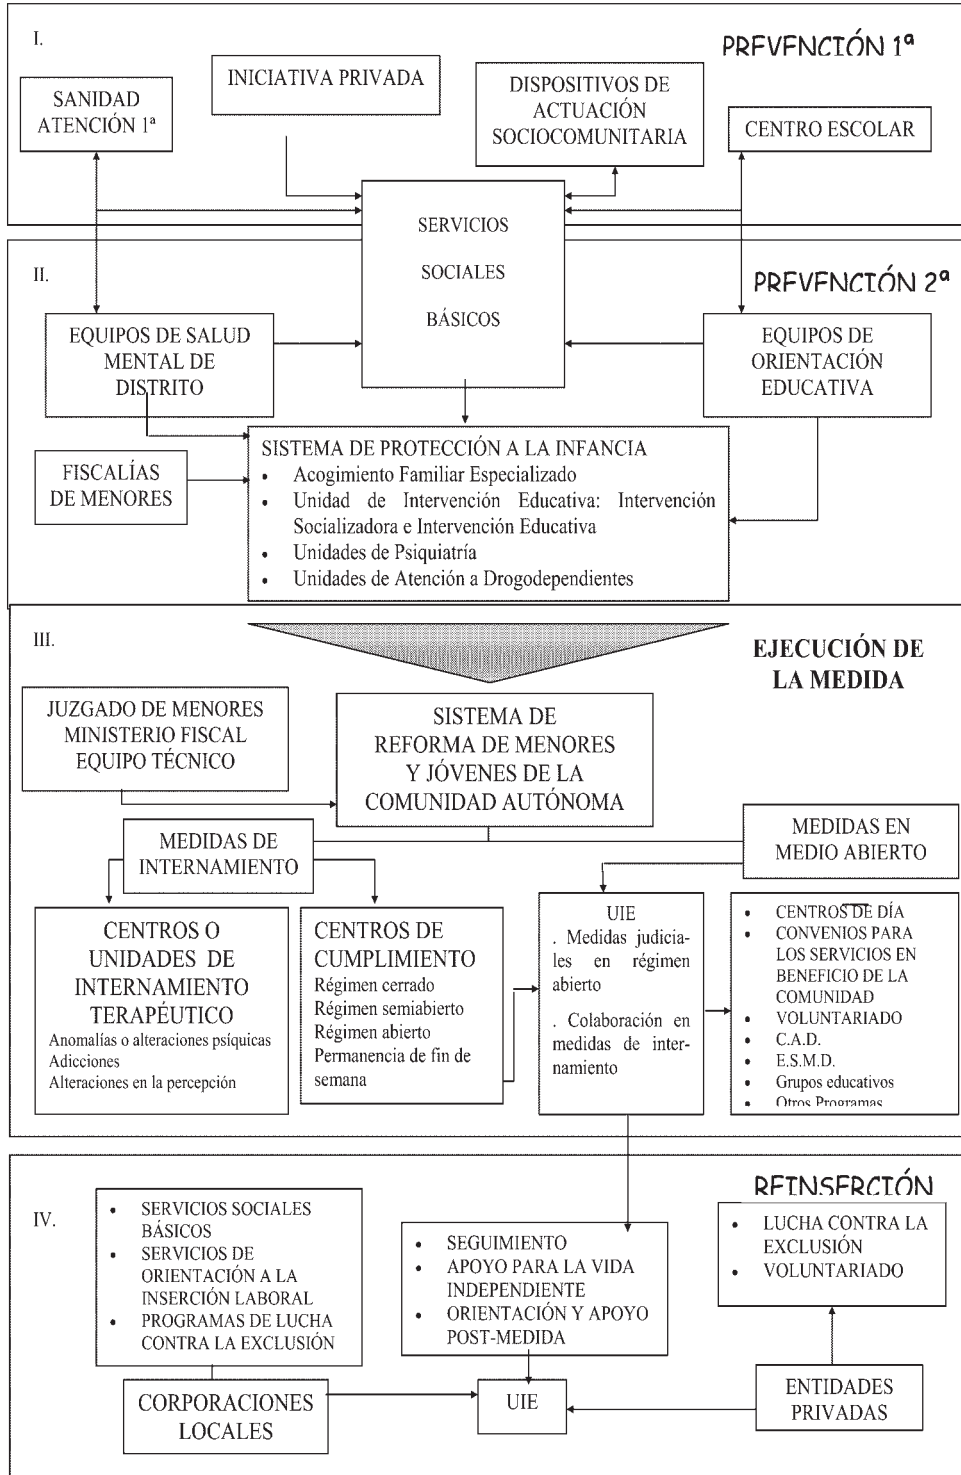 I.
PREVENCIÓN 1ª
SANIDAD
ATENCIÓN 1ª
INICIATIVA PRIVADA
DISPOSITIVOS DE
ACTUACIÓN
SOCIOCOMUNITARIA
CENTRO ESCOLAR
SERVICIOS
SOCIALES
BÁSICOS
II.
PREVENCIÓN 2ª
EQUIPOS DE SALUD
MENTAL DE
DISTRITO
EQUIPOS DE
ORIENTACIÓN
EDUCATIVA
FISCALÍAS
DE MENORES
SISTEMA DE PROTECCIÓN A LA INFANCIA
• Acogimiento Familiar Especializado
• Unidad de Intervención Educativa: Intervención
Socializadora e Intervención Educativa
• Unidades de Psiquiatría
• Unidades de Atención a Drogodependientes
III.
EJECUCIÓN DE
LA MEDIDA
JUZGADO DE MENORES
MINISTERIO FISCAL
EQUIPO TÉCNICO
SISTEMA DE
REFORMA DE MENORES
Y JÓVENES DE LA
COMUNIDAD AUTÓNOMA
MEDIDAS DE
INTERNAMIENTO
MEDIDAS EN
MEDIO ABIERTO
CENTROS O
UNIDADES DE
INTERNAMIENTO
TERAPÉUTICO
Anomalías o alteraciones psíquicas
Adicciones
Alteraciones en la percepción
CENTROS DE
CUMPLIMIENTO
Régimen cerrado
Régimen semiabierto
Régimen abierto
Permanencia de fin de
semana
UIE
. Medidas judicia-
les en régimen
abierto
. Colaboración en
medidas de inter-
namiento
• CENTROS DE DÍA
• CONVENIOS PARA
LOS SERVICIOS EN
BENEFICIO DE LA
COMUNIDAD
• VOLUNTARIADO
• C.A.D.
• E.S.M.D.
• Grupos educativos
• Otros Programas
IV.
REINSERCIÓN
• SERVICIOS SOCIALES
BÁSICOS
• SERVICIOS DE
ORIENTACIÓN A LA
INSERCIÓN LABORAL
• PROGRAMAS DE LUCHA
CONTRA LA EXCLUSIÓN
• SEGUIMIENTO
• APOYO PARA LA VIDA
INDEPENDIENTE
• ORIENTACIÓN Y APOYO
POST-MEDIDA
• LUCHA CONTRA LA
EXCLUSIÓN
• VOLUNTARIADO
CORPORACIONES
LOCALES
UIE
ENTIDADES
PRIVADAS